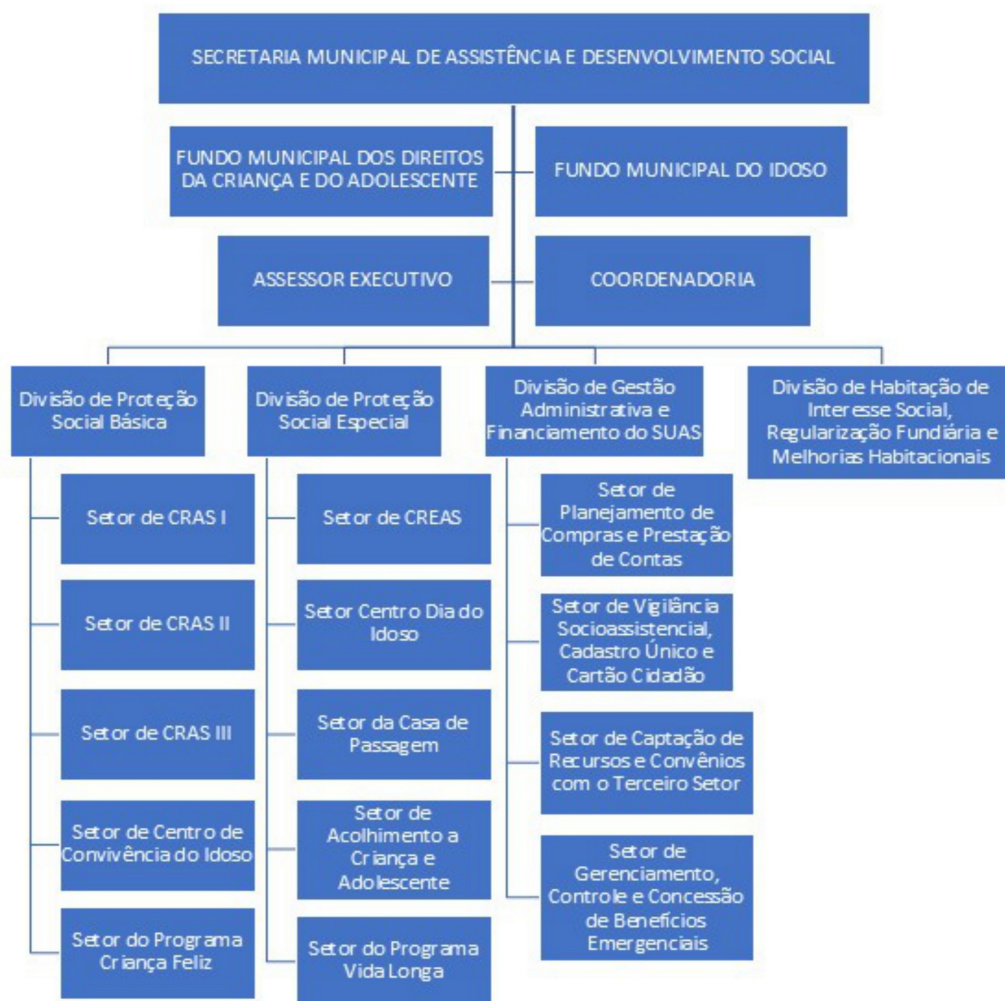 SECRETARIA MUNICIPAL DE ASSISTÊNCIA E DESENVOLVIMENTO SOCIAL
FUNDO MUNICIPAL DOS DIREITOS
DA CRIANÇA E DO ADOLESCENTE
FUNDO MUNICIPAL DO IDOSO
ASSESSOR EXECUTIVO
COORDENADORIA
Divisão de Proteção
Social Básica
Setor de CRAS I
Setor de CRAS II
Setor de CRAS III
Setor de Centro de
Convivência do Idoso
Setor do Programa
Criança Feliz
Divisão de Proteção
Social Especial
Setor de CREAS
Setor Centro Dia do
Idoso
Setor da Casa de
Passagem
Setor de
Acolhimento a
Criança e
Adolescente
Setor do Programa
Vida Longa
Divisão de Gestão
Administrativa e
Financiamento do SUAS
Setor de
Planejamento de
Compras e Prestação
de Contas
Setor de Vigilância
Socioassistencial,
Cadastro Único e
Cartão Cidadão
Setor de Captação de
Recursos e Convênios
com o Terceiro Setor
Setor de
Gerenciamento,
Controle e Concessão
de Benefícios
Emergenciais
Divisão de Habitação de
Interesse Social,
Regularização Fundiária e
Melhorias Habitacionais